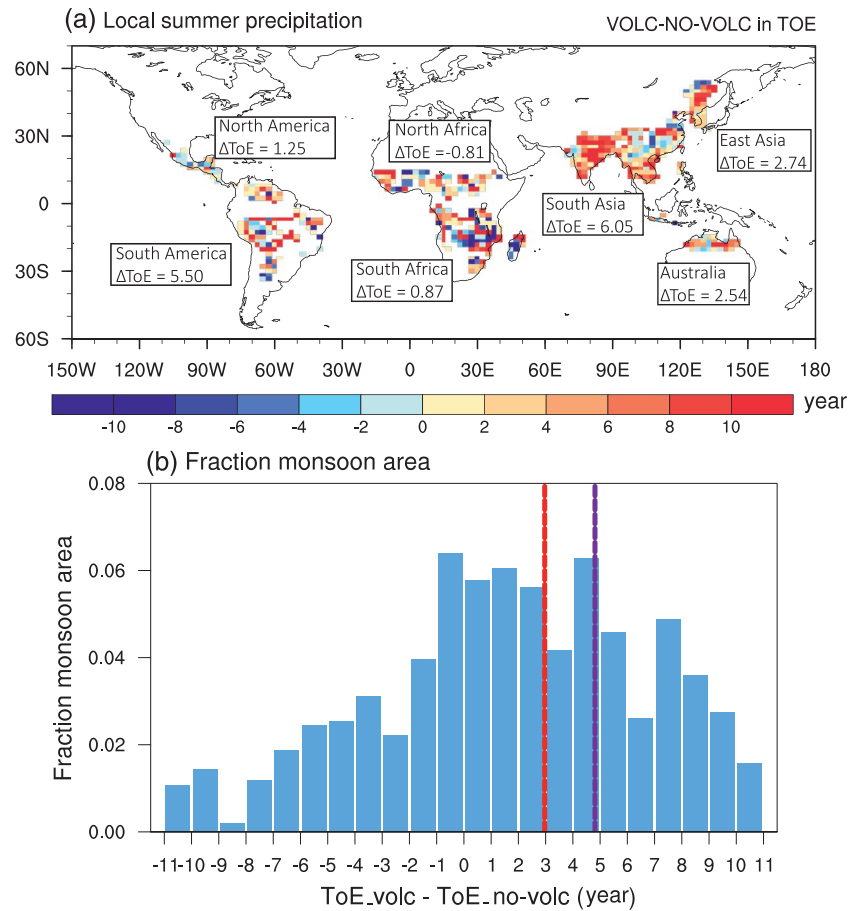 (a) Local summer precipitation VOLC-NO-VOLC in TOE
60N
30N
0
30S
60S
North America
ΔToE = 1.25
North Africa
ΔToE=-0.81
East Asia
ΔToE = 2.74
South Asia
ΔToE = 6.05
South America
ΔToE = 5.50
South Africa
ΔToE = 0.87
Australia
ΔToE = 2.54
150W 120W 90W 60W 30W 0 30E 60E 90E 120E 150E 180
year
-10 -8 -6 -4 -2 0 2 4 6 8 10
(b) Fraction monsoon area
Fraction monsoon area
0.08
0.06
0.04
0.02
0.00
-11 -10 -9 -8 -7 -6 -5 -4 -3 -2 -1 0 1 2 3 4 5 6 7 8 9 10 11
ToE_volc - ToE_no-volc (year)